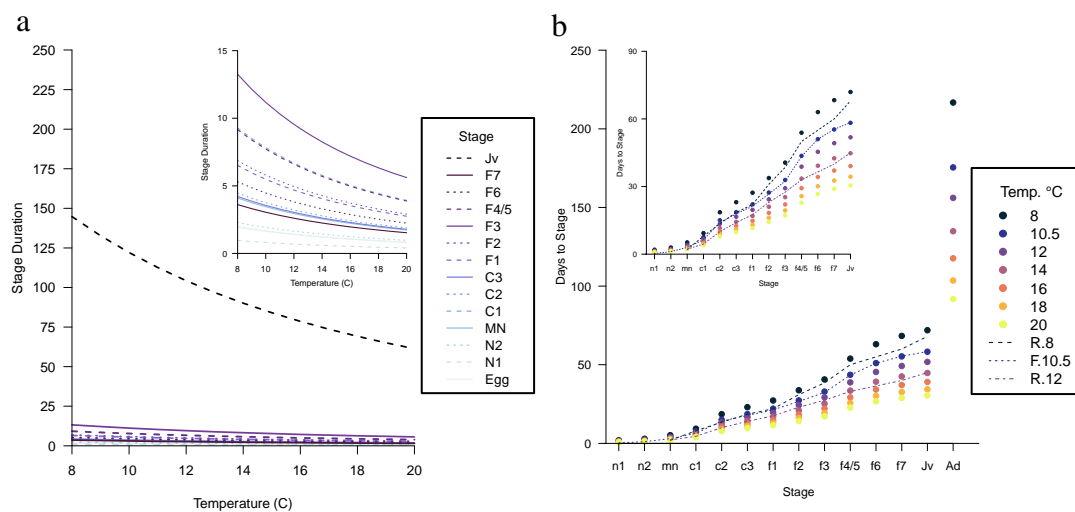 a
250
225
200
175
150
125
100
75
50
25
0
Stage Duration
8 10 12 14 16 18 20
Temperature (C)
15
10
5
0
Stage Duration
8 10 12 14 16 18 20
Temperature (C)
Stage
Jv
F7
F6
F4/5
F3
F2
F1
C3
C2
C1
MN
N2
N1
Egg
b
250
200
150
100
50
0
Days to Stage
n1 n2 mn c1 c2 c3 f1 f2 f3 f4/5 f6 f7 Jv Ad
Stage
90
60
30
0
Days to Stage
n1 n2 mn c1 c2 c3 f1 f2 f3 f4/5 f6 f7 Jv
Stage
Temp. °C
8
10.5
12
14
16
18
20
R.8
F.10.5
R.12